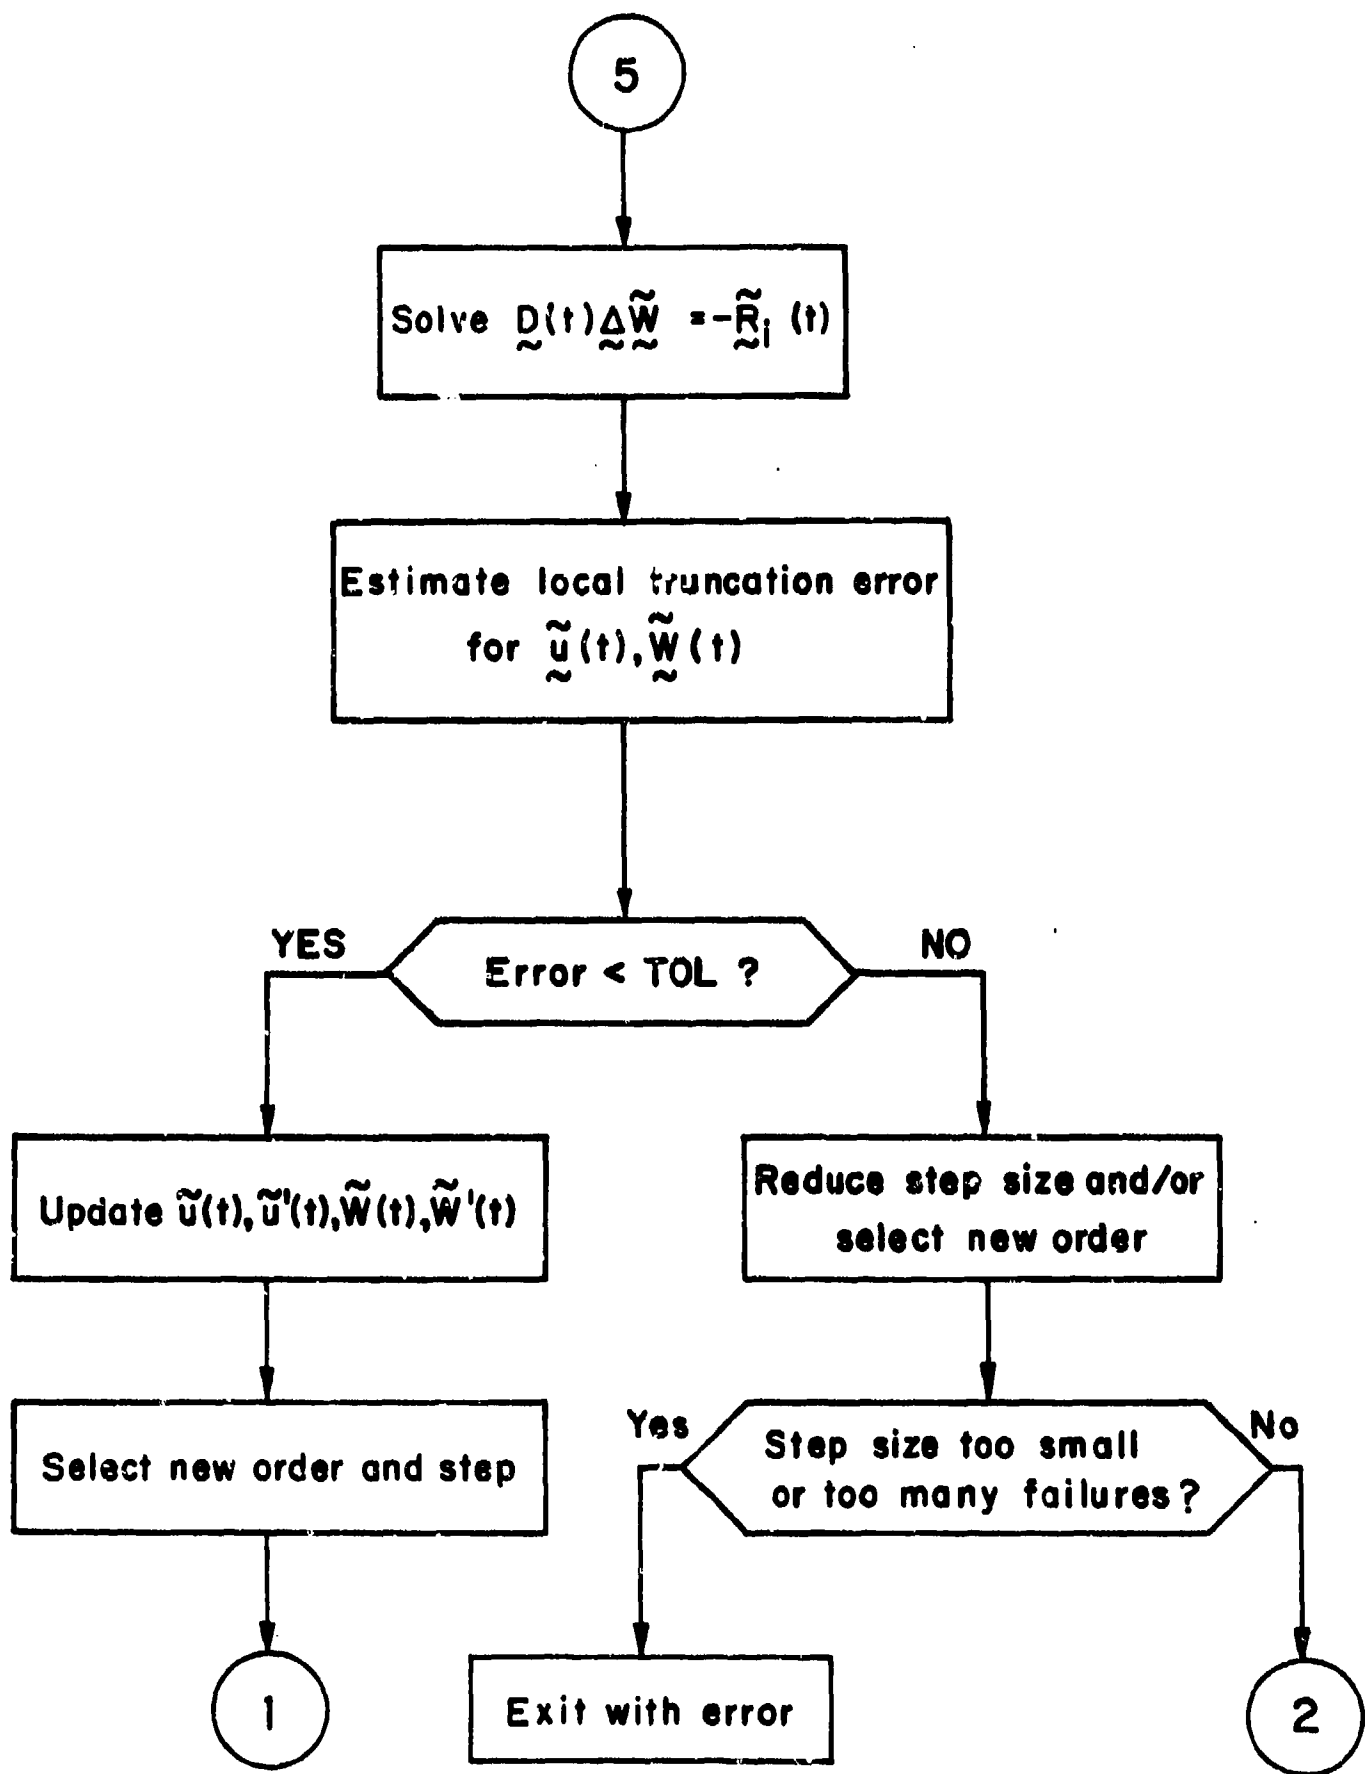 5
Solve D̰(t)Δ̰W̰̃ =-R̰̃i (t)
Estimate local truncation error
for ṵ̃(t),W̰̃(t)
YES
Error < TOL ?
NO
Update ũ(t),ũ'(t),W̃(t),W̃'(t)
Reduce step size and/or
select new order
Select new order and step
Yes
Step size too small
or too many failures?
No
1
Exit with error
2